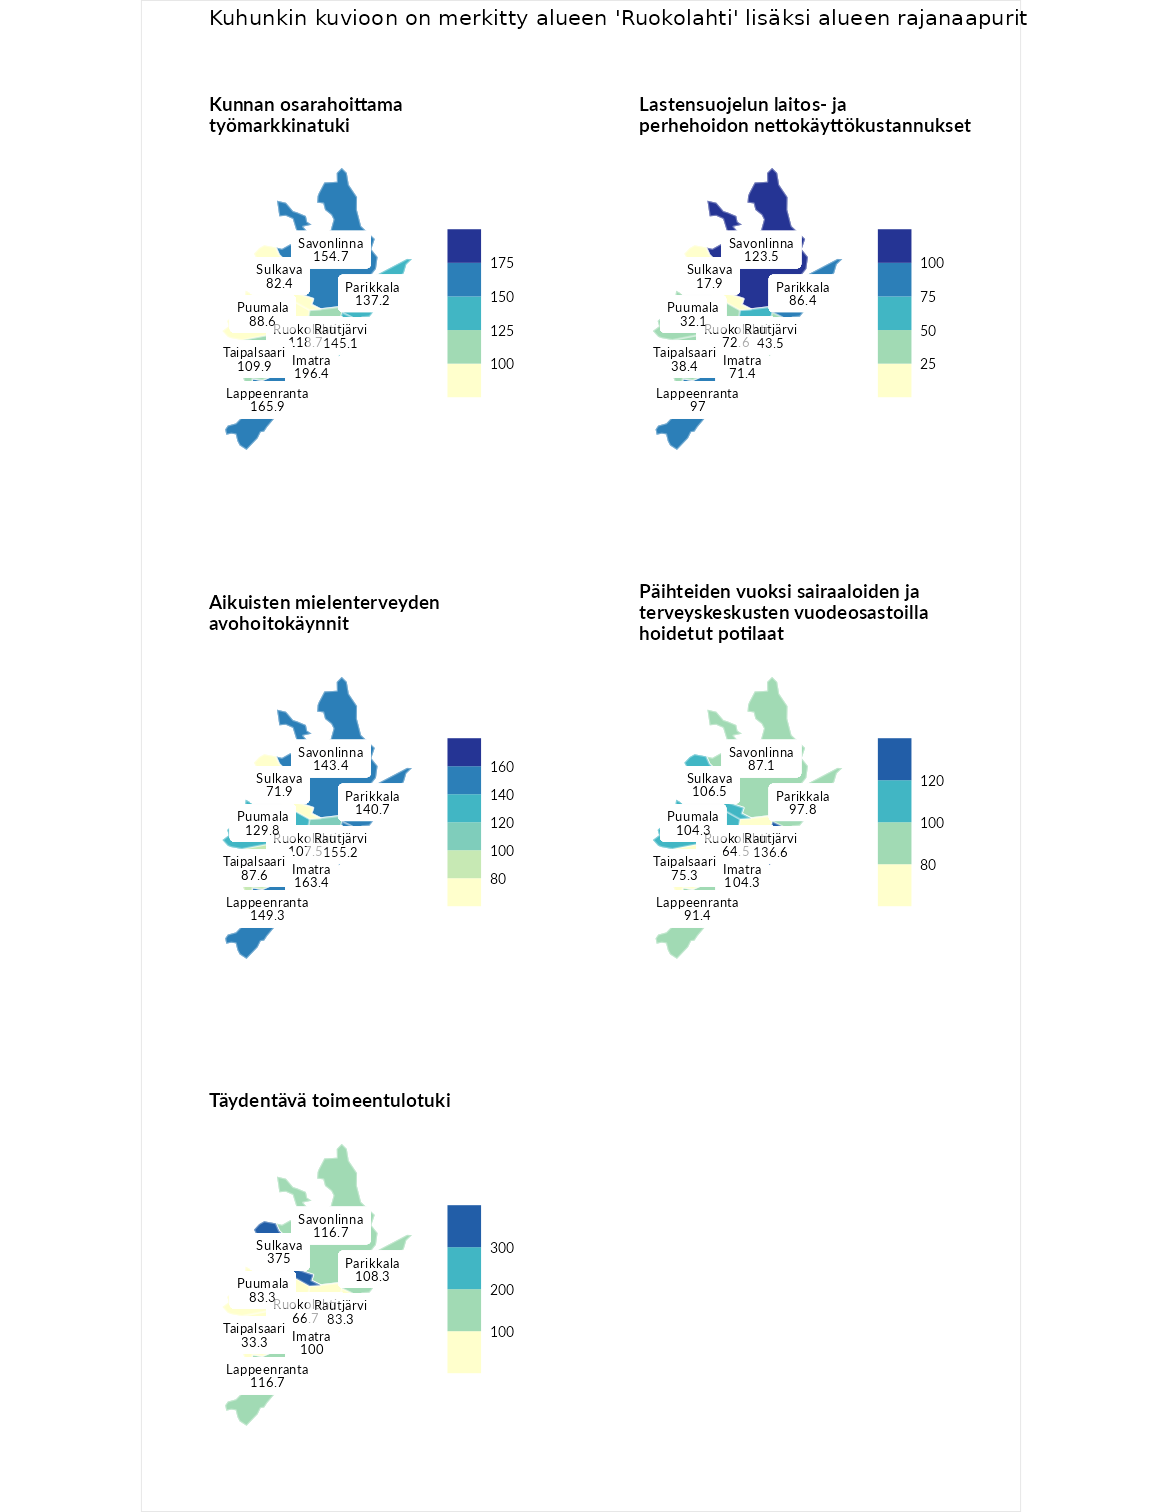 Kuhunkin kuvioon on merkitty alueen 'Ruokolahti' lisäksi alueen rajanaapurit
Kunnan osarahoittama
työmarkkinatuki
Savonlinna
154.7
Sulkava
82.4
Parikkala
137.2
Puumala
88.6
Ruokolahti
118.7
Rautjärvi
145.1
Taipalsaari
109.9
Imatra
196.4
Lappeenranta
165.9
175
150
125
100
Lastensuojelun laitos- ja
perhehoidon nettokäyttökustannukset
Savonlinna
123.5
Sulkava
17.9
Parikkala
86.4
Puumala
32.1
Ruokolahti
72.6
Rautjärvi
43.5
Taipalsaari
38.4
Imatra
71.4
Lappeenranta
97
100
75
50
25
Aikuisten mielenterveyden
avohoitokäynnit
Savonlinna
143.4
Sulkava
71.9
Parikkala
140.7
Puumala
129.8
Ruokolahti
107.5
Rautjärvi
155.2
Taipalsaari
87.6
Imatra
163.4
Lappeenranta
149.3
160
140
120
100
80
Päihteiden vuoksi sairaaloiden ja
terveyskeskusten vuodeosastoilla
hoidetut potilaat
Savonlinna
87.1
Sulkava
106.5
Parikkala
97.8
Puumala
104.3
Ruokolahti
64.5
Rautjärvi
136.6
Taipalsaari
75.3
Imatra
104.3
Lappeenranta
91.4
120
100
80
Täydentävä toimeentulotuki
Savonlinna
116.7
Sulkava
375
Parikkala
108.3
Puumala
83.3
Ruokolahti
66.7
Rautjärvi
83.3
Taipalsaari
33.3
Imatra
100
Lappeenranta
116.7
300
200
100